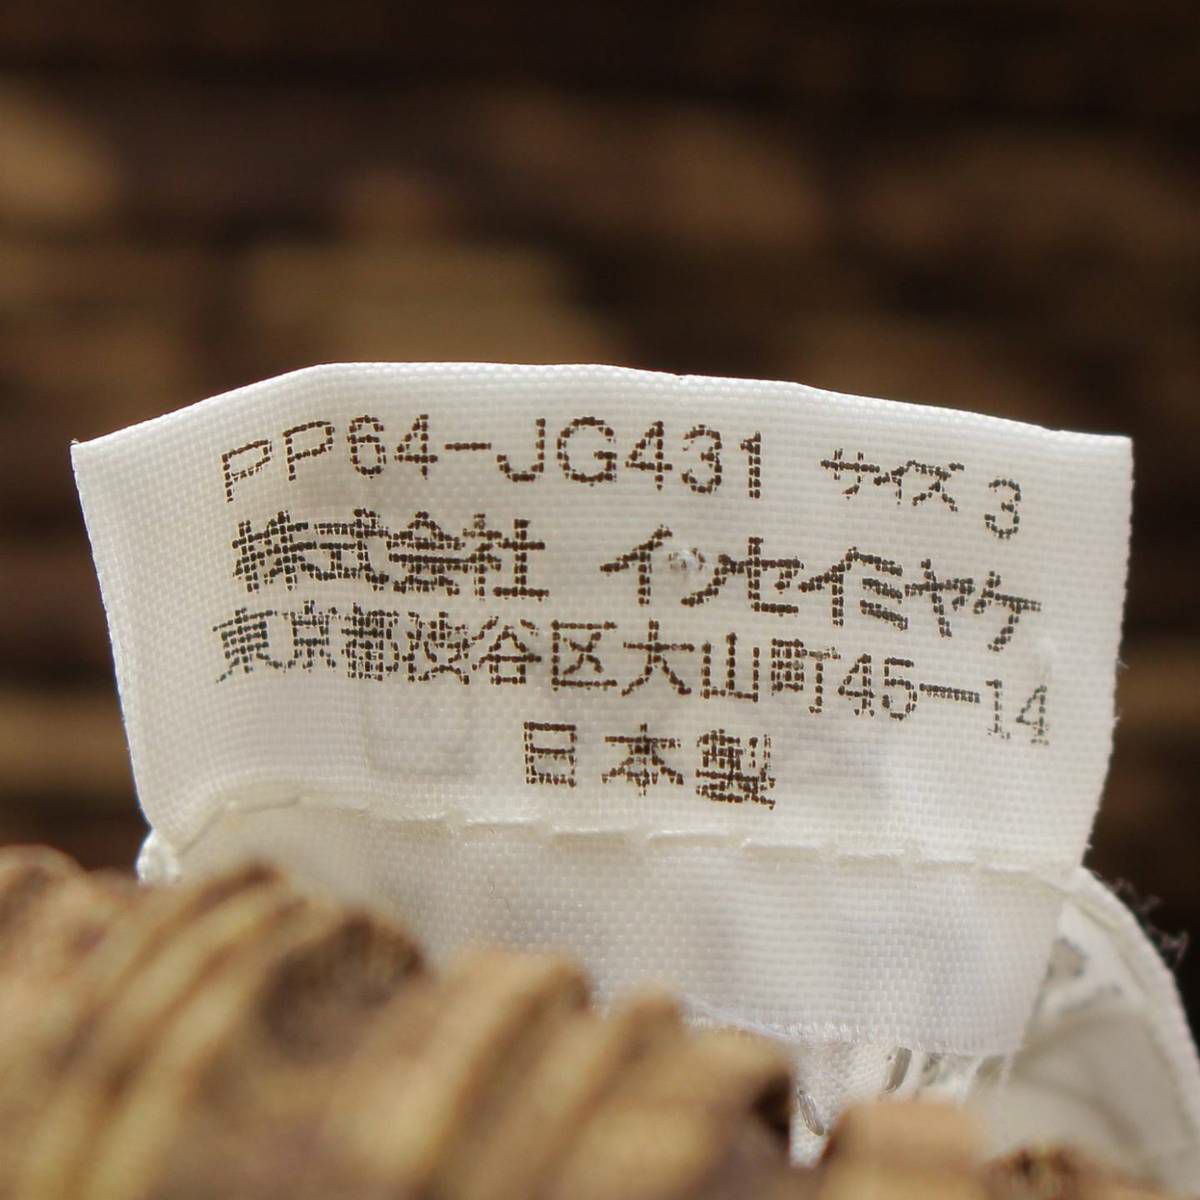 PP64-JG431 サイズ 3
株式会社 イッセイミヤケ
東京都渋谷区大山町45-14
日本製